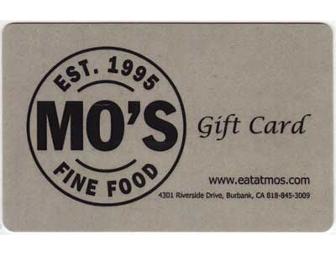 EST. 1995
MO'S
FINE FOOD
Gift Card
www.eatatmos.com
4301 Riverside Drive, Burbank, CA 818-845-3009